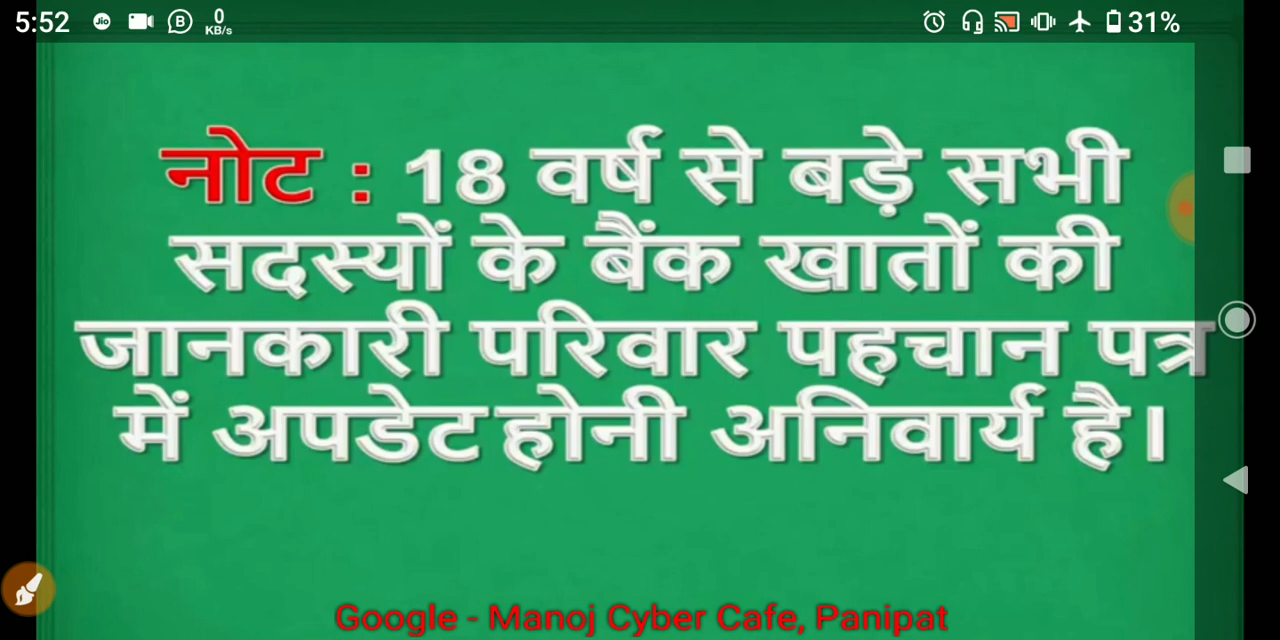 5:52 Jio B 0 KB/s 31%
नोट : 18 वर्ष से बड़े सभी
सदस्यों के बैंक खातों की
जानकारी परिवार पहचान पत्र
में अपडेट होनी अनिवार्य है।
Google - Manoj Cyber Cafe, Panipat